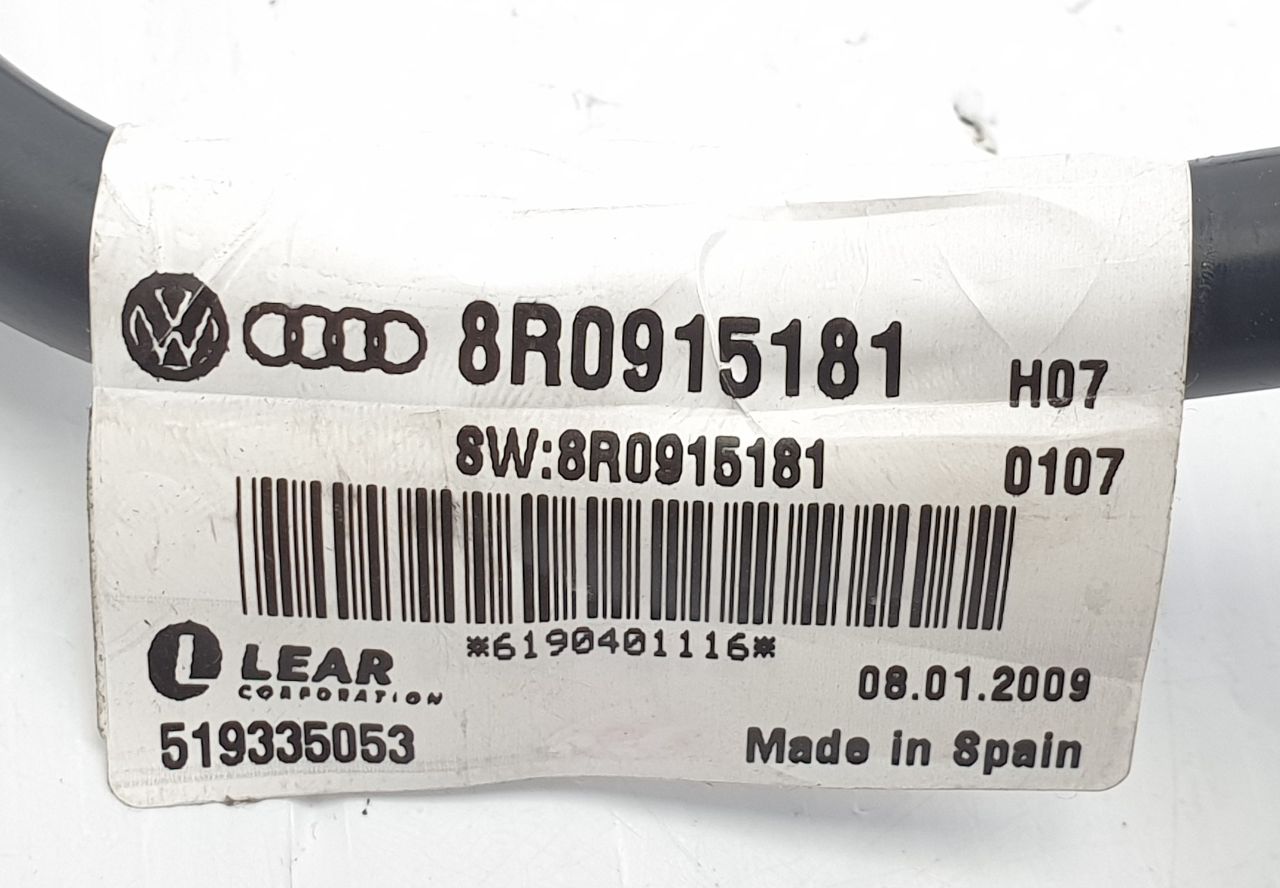 8R0915181 H07
SW:8R0915181 0107
*6190401116*
LEAR
CORPORATION
08.01.2009
519335053
Made in Spain